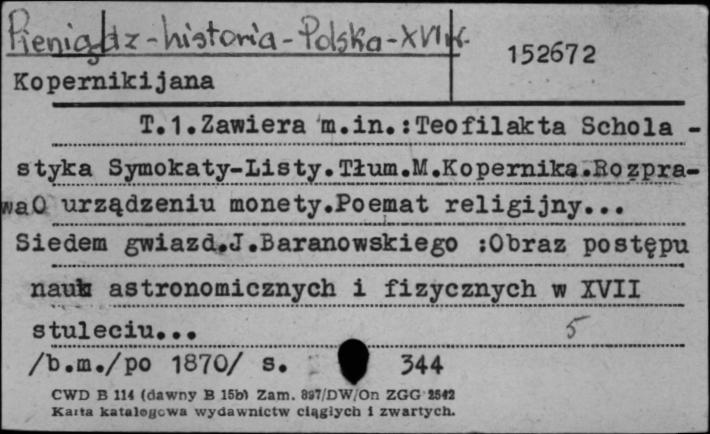 Pieniądz - historia - Polska - XVI w.
152672
Kopernikijana
T.1.Zawiera m.in.:Teofilakta Schola -
styka Symokaty-Listy.Tłum.M.Kopernika.Rozpra-
waO urządzeniu monety.Poemat religijny...
Siedem gwiazd.J.Baranowskiego :Obraz postępu
nauk astronomicznych i fizycznych w XVII
stuleciu...
5
/b.m./po 1870/ s. 344
CWD B 114 (dawny B 15b) Zam. 897/DW/On ZGG 2542
Karta katalogowa wydawnictw ciągłych i zwartych.